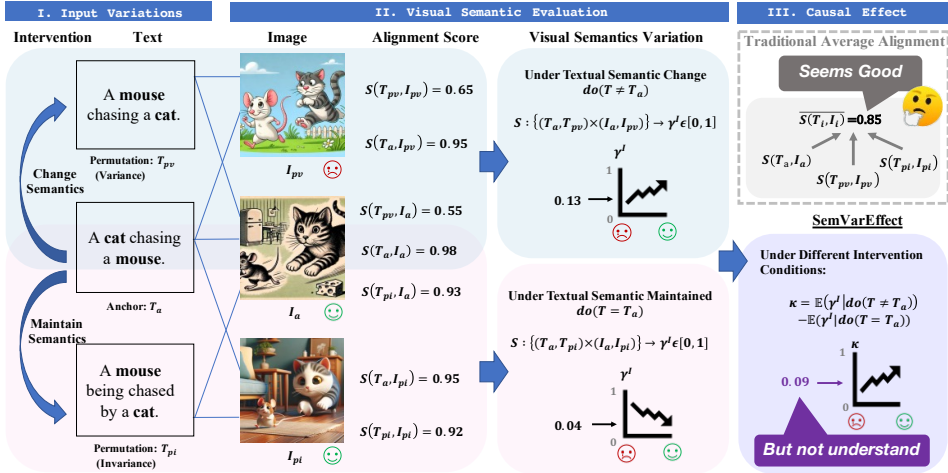 I. Input Variations
II. Visual Semantic Evaluation
III. Causal Effect
Intervention
Text
Image
Alignment Score
Visual Semantics Variation
Traditional Average Alignment
A mouse
chasing a cat.
Permutation: T_pv
(Variance)
Change
Semantics
A cat chasing
a mouse.
Anchor: T_a
Maintain
Semantics
A mouse
being chased
by a cat.
Permutation: T_pi
(Invariance)
I_pv
I_a
I_pi
S(T_pv, I_pv) = 0.65
S(T_a, I_pv) = 0.95
S(T_pv, I_a) = 0.55
S(T_a, I_a) = 0.98
S(T_pi, I_a) = 0.93
S(T_a, I_pi) = 0.95
S(T_pi, I_pi) = 0.92
Under Textual Semantic Change
do(T ≠ T_a)
S : {(T_a, T_pv)×(I_a, I_pv)} → γ^I ϵ[0, 1]
γ^I
1
0.13
0
Under Textual Semantic Maintained
do(T = T_a)
S : {(T_a, T_pi)×(I_a, I_pi)} → γ^I ϵ[0, 1]
γ^I
1
0.04
0
Seems Good
S(T_i, I_i) =0.85
S(T_a, I_a)
S(T_pi, I_pi)
S(T_pv, I_pv)
SemVarEffect
Under Different Intervention
Conditions:
κ = 𝔼(γ^I|do(T ≠ T_a))
−𝔼(γ^I|do(T = T_a))
κ
1
0.09
0
But not understand